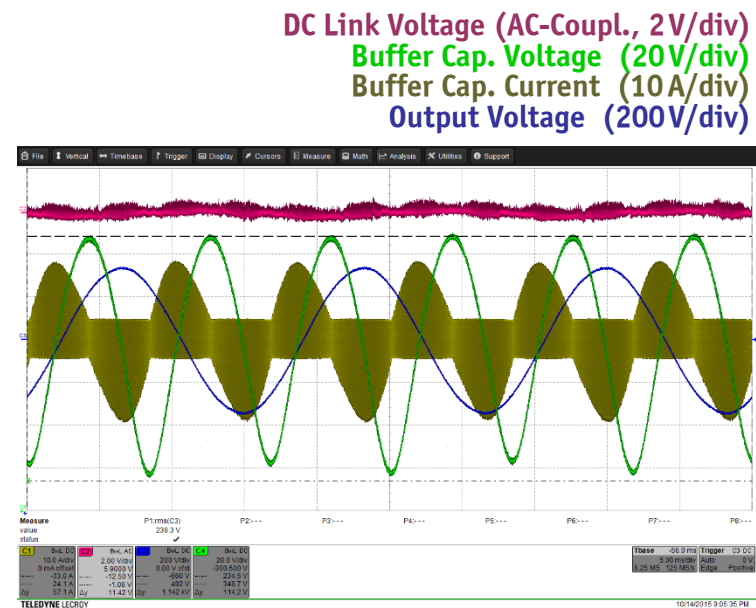 DC Link Voltage (AC-Coupl., 2 V/div)
Buffer Cap. Voltage (20 V/div)
Buffer Cap. Current (10 A/div)
Output Voltage (200 V/div)
File Vertical Timebase Trigger Display Cursors Measure Math Analysis Utilities Support
Measure P1:rms(C3) P2:--- P3:--- P4:--- P5:--- P6:--- P7:--- P8:---
value 239.3 V
status
C1 BwL DC C2 BwL AC C3 BwL DC C4 BwL DC Tbase -56.0 ms Trigger C3 DC
10.0 A/div 2.00 V/div 200 V/div 20.0 V/div 5.00 ms/div Auto 0 V
0 mA offset 5.9000 V 0.00 V ofst -300.500 V 6.25 MS 125 MS/s Edge Positive
-33.0 A -12.50 V -660 V 234.5 V
24.1 A -1.08 V 482 V 348.7 V
Δy 57.1 A Δy 11.42 V Δy 1.142 kV Δy 114.2 V
TELEDYNE LECROY 10/14/2015 9:05:35 PM